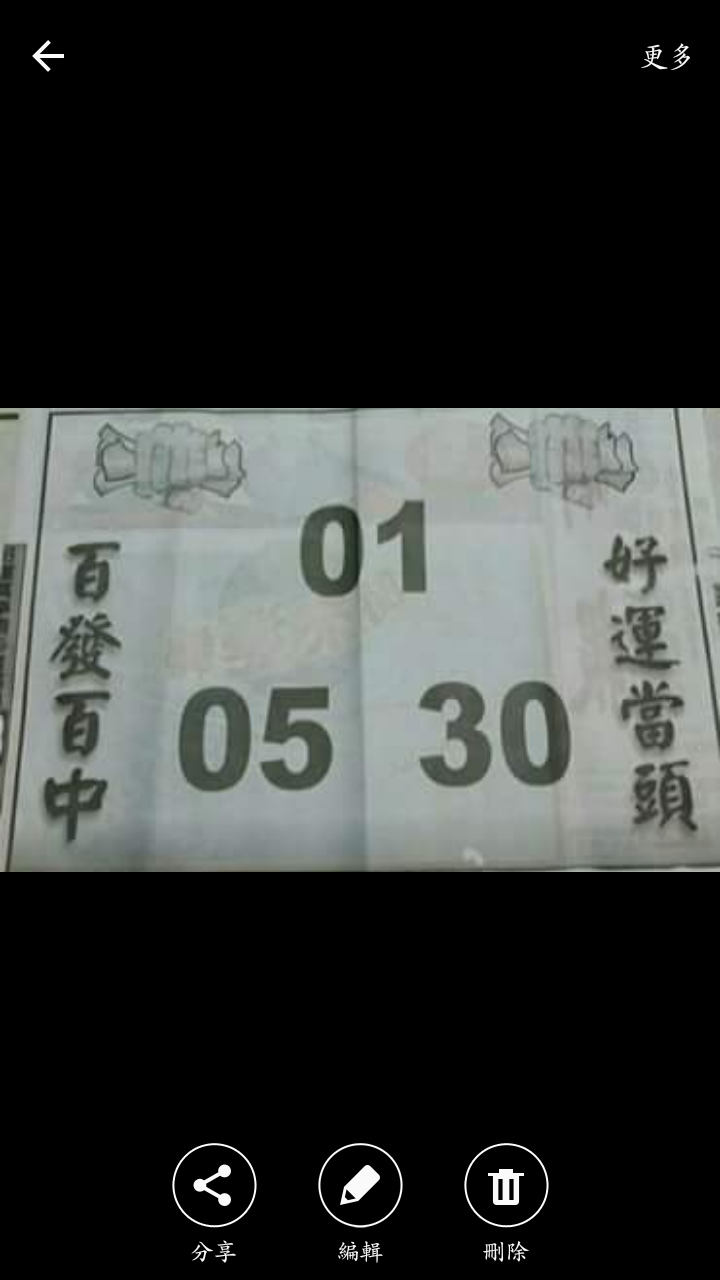 更多
01
百發百中
好運當頭
05 30
分享 編輯 刪除